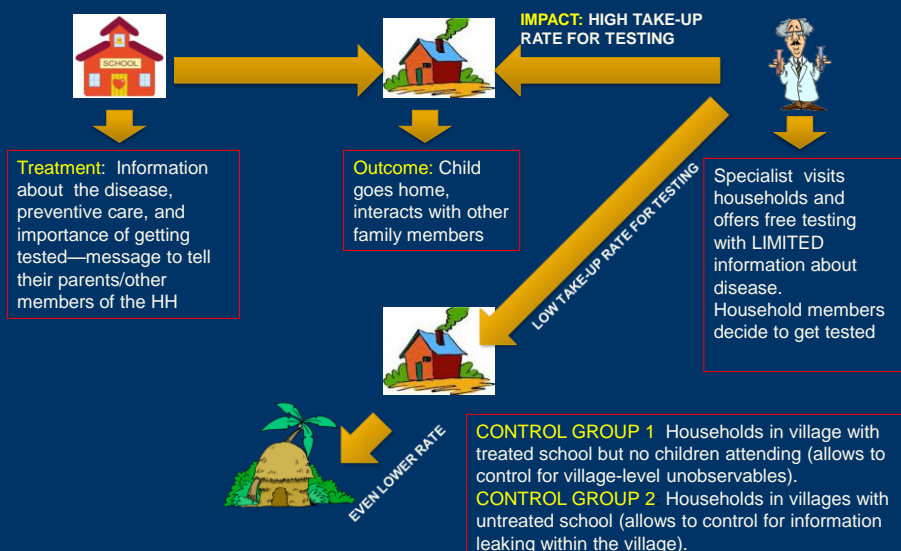 IMPACT: HIGH TAKE-UP
RATE FOR TESTING
SCHOOL
Treatment:  Information
about  the disease,
preventive care, and
importance of getting
tested—message to tell
their parents/other
members of the HH
Outcome: Child
goes home,
interacts with other
family members
Specialist  visits
households and
offers free testing
with LIMITED
information about
disease.
Household members
decide to get tested
LOW TAKE-UP RATE FOR TESTING
EVEN LOWER RATE
CONTROL GROUP 1  Households in village with
treated school but no children attending (allows to
control for village-level unobservables).
CONTROL GROUP 2  Households in villages with
untreated school (allows to control for information
leaking within the village).